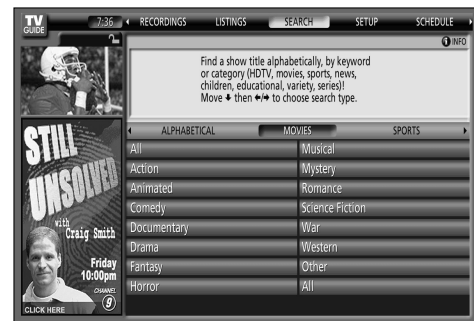 TV
GUIDE
7:36
RECORDINGS LISTINGS SEARCH SETUP SCHEDULE
INFO
Find a show title alphabetically, by keyword
or category (HDTV, movies, sports, news,
children, educational, variety, series)!
Move then / to choose search type.
ALPHABETICAL MOVIES SPORTS
All Musical
Action Mystery
Animated Romance
Comedy Science Fiction
Documentary War
Drama Western
Fantasy Other
Horror All
STILL
UNSOLVED
with
Craig Smith
Friday
10:00pm
CHANNEL
9
CLICK HERE